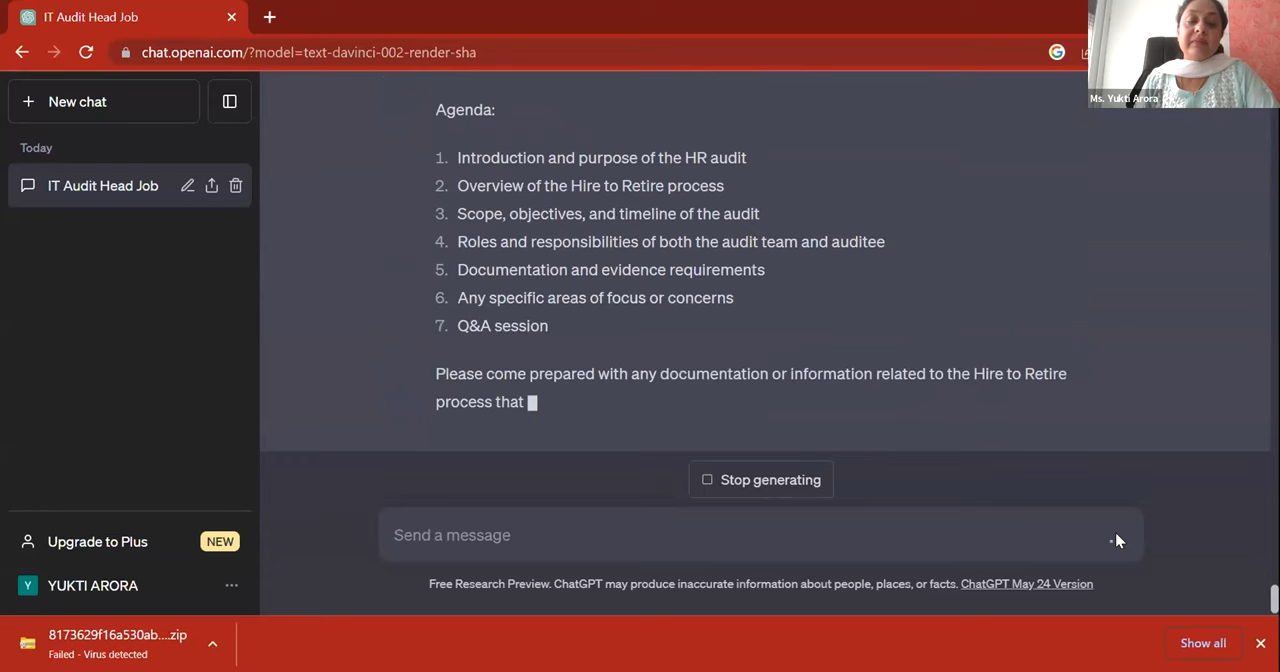 IT Audit Head Job
chat.openai.com/?model=text-davinci-002-render-sha
Ms. Yukti Arora
New chat
Today
IT Audit Head Job
Agenda:
1. Introduction and purpose of the HR audit
2. Overview of the Hire to Retire process
3. Scope, objectives, and timeline of the audit
4. Roles and responsibilities of both the audit team and auditee
5. Documentation and evidence requirements
6. Any specific areas of focus or concerns
7. Q&A session
Please come prepared with any documentation or information related to the Hire to Retire
process that
Stop generating
Send a message
Free Research Preview. ChatGPT may produce inaccurate information about people, places, or facts. ChatGPT May 24 Version
Upgrade to Plus NEW
Y YUKTI ARORA
8173629f16a530ab....zip
Failed - Virus detected
Show all